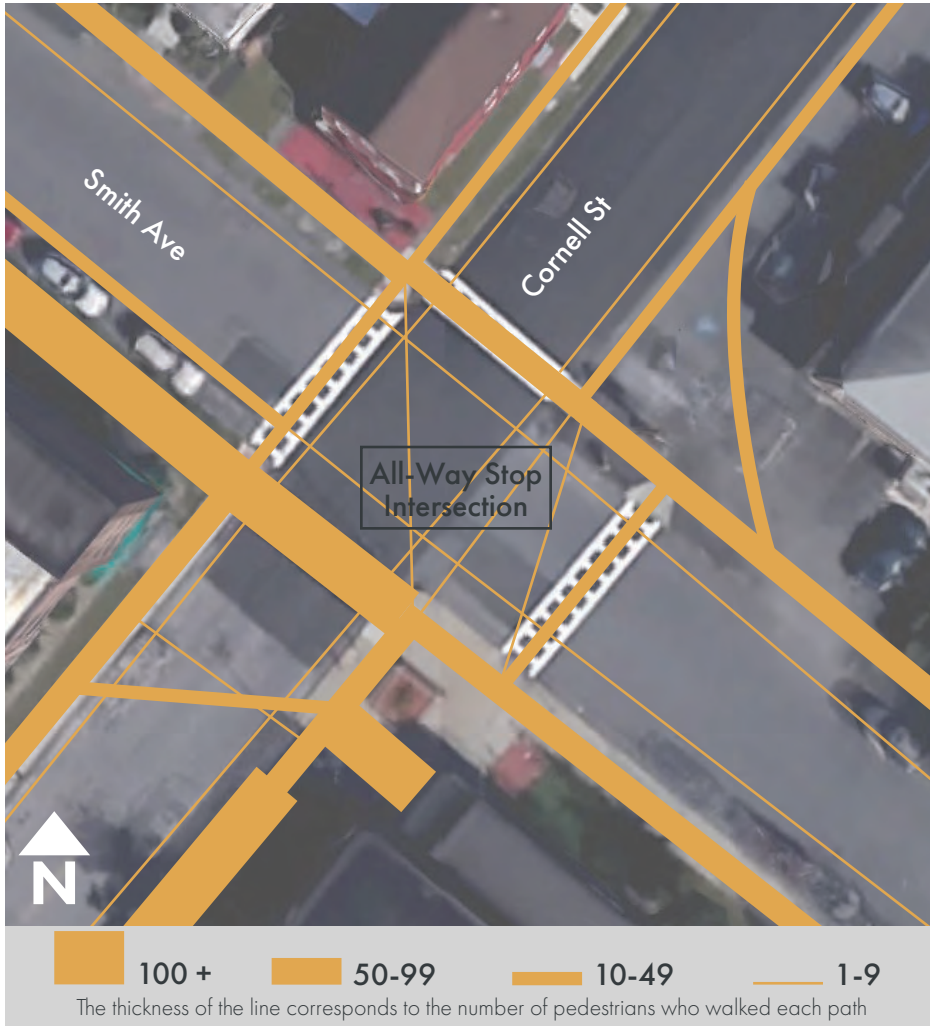 Smith Ave
Cornell St
All-Way Stop
Intersection
N
100 +
50-99
10-49
1-9
The thickness of the line corresponds to the number of pedestrians who walked each path